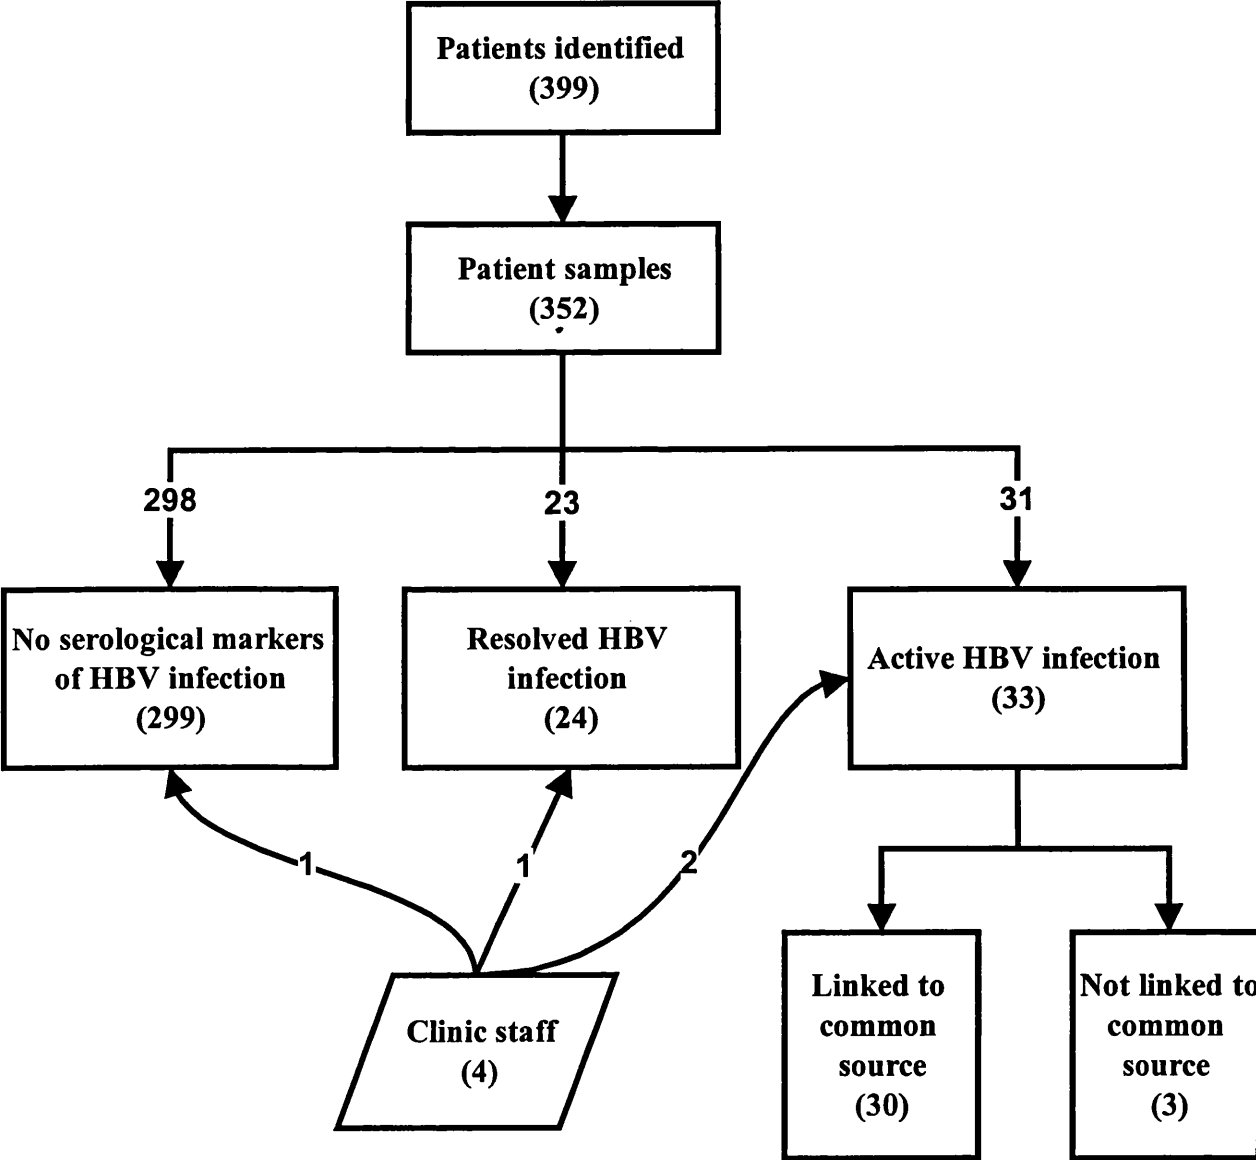 Patients identified
(399)
Patient samples
(352)
298
23
31
No serological markers
of HBV infection
(299)
Resolved HBV
infection
(24)
Active HBV infection
(33)
1
1
2
Clinic staff
(4)
Linked to
common
source
(30)
Not linked to
common
source
(3)